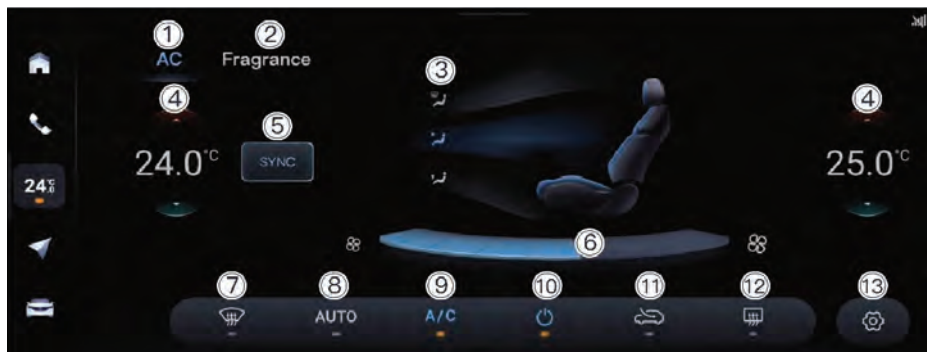 ① ②
AC Fragrance
③
④ ④
⑤
24.0°C SYNC 25.0°C
24.0°C
⑥
⑦ ⑧ ⑨ ⑩ ⑪ ⑫ ⑬
AUTO A/C